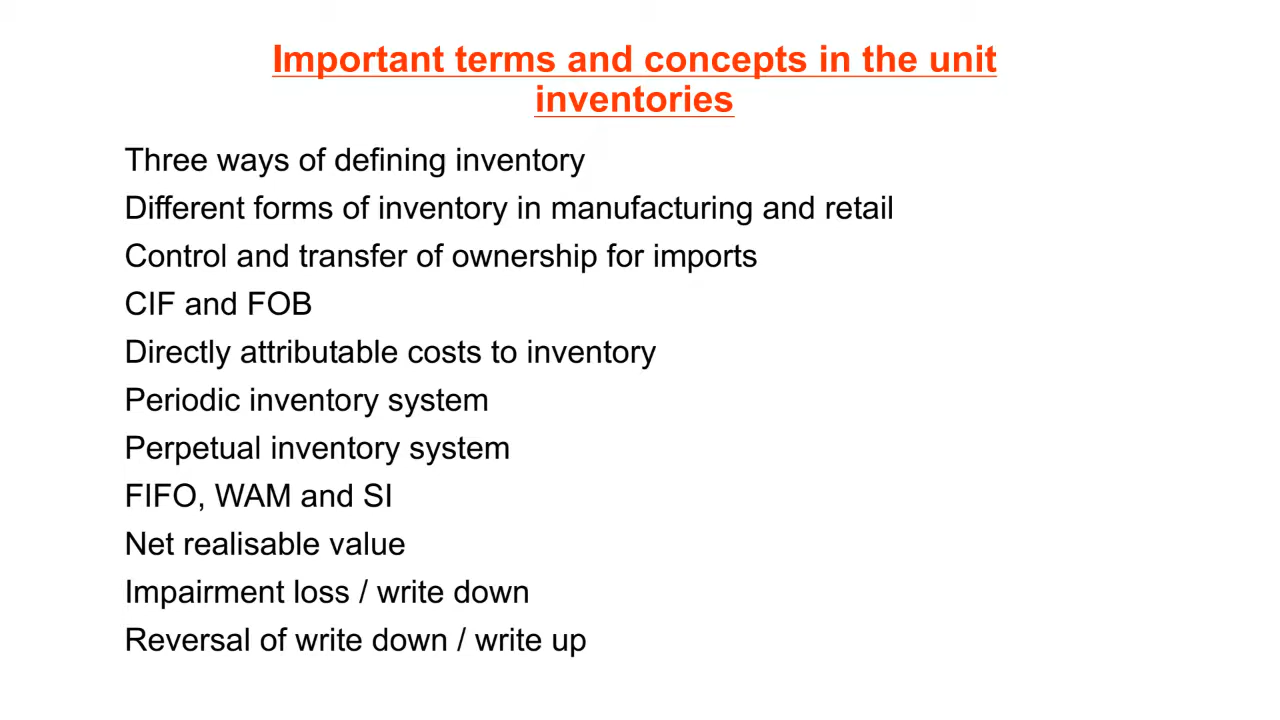 Important terms and concepts in the unit
inventories
Three ways of defining inventory
Different forms of inventory in manufacturing and retail
Control and transfer of ownership for imports
CIF and FOB
Directly attributable costs to inventory
Periodic inventory system
Perpetual inventory system
FIFO, WAM and SI
Net realisable value
Impairment loss / write down
Reversal of write down / write up